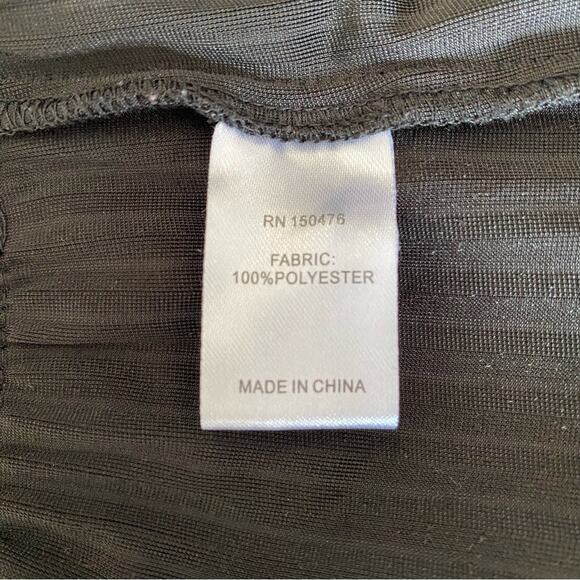 RN 150476
FABRIC:
100%POLYESTER
MADE IN CHINA